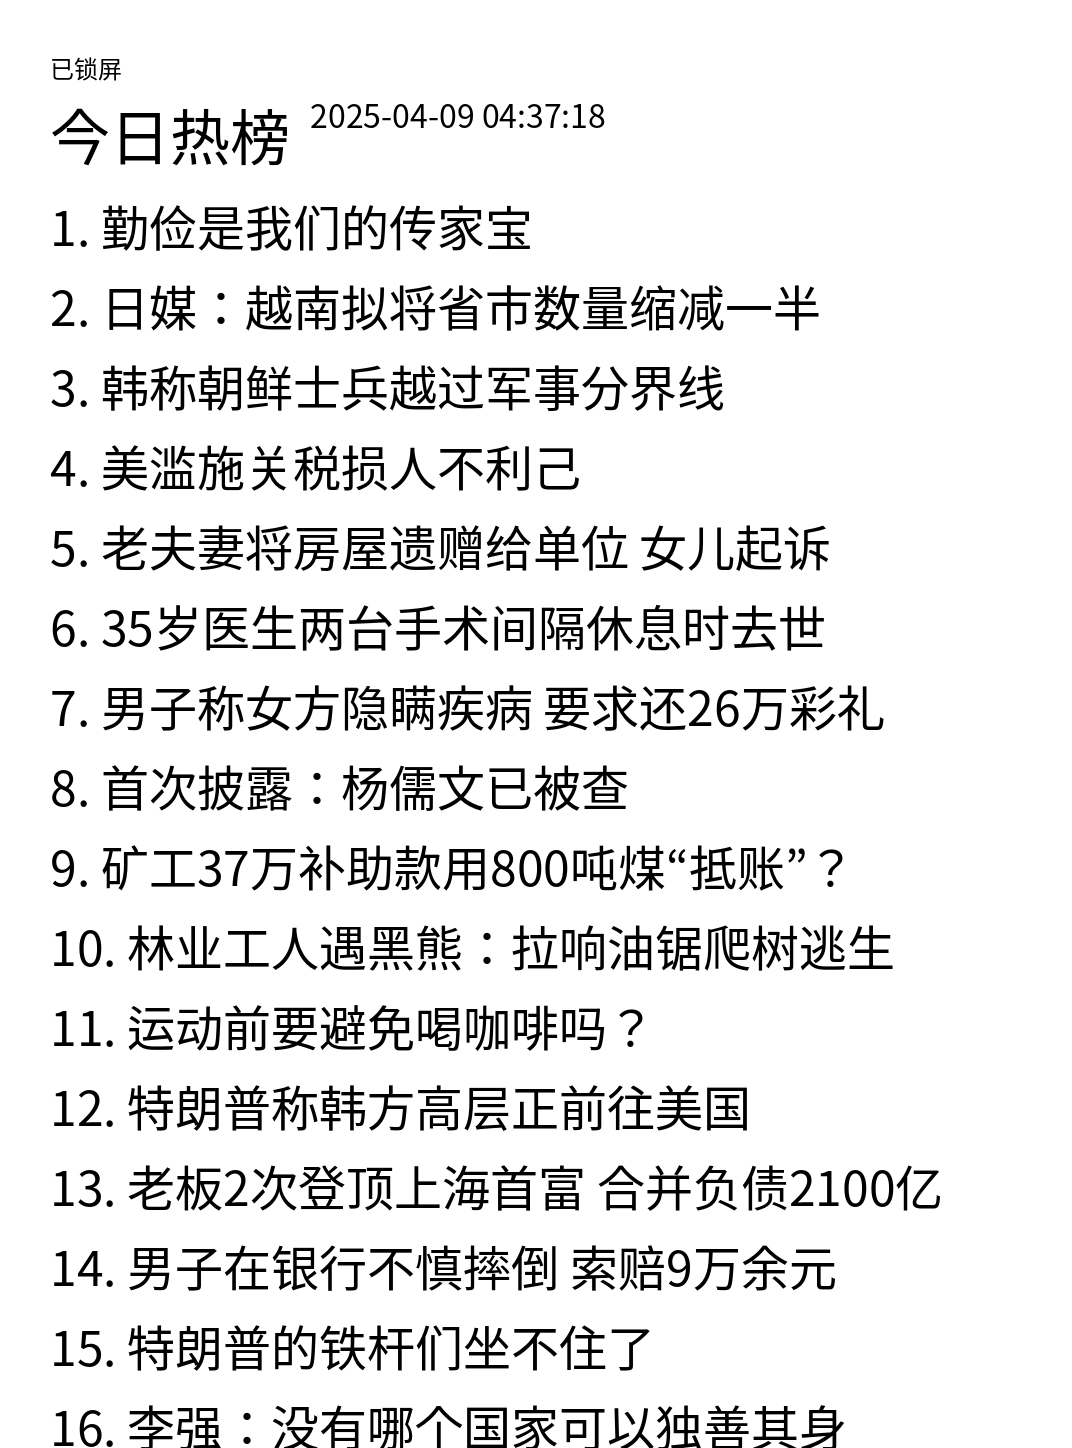 已锁屏
今日热榜 2025-04-09 04:37:18
1. 勤俭是我们的传家宝
2. 日媒：越南拟将省市数量缩减一半
3. 韩称朝鲜士兵越过军事分界线
4. 美滥施关税损人不利己
5. 老夫妻将房屋遗赠给单位 女儿起诉
6. 35岁医生两台手术间隔休息时去世
7. 男子称女方隐瞒疾病 要求还26万彩礼
8. 首次披露：杨儒文已被查
9. 矿工37万补助款用800吨煤“抵账”？
10. 林业工人遇黑熊：拉响油锯爬树逃生
11. 运动前要避免喝咖啡吗？
12. 特朗普称韩方高层正前往美国
13. 老板2次登顶上海首富 合并负债2100亿
14. 男子在银行不慎摔倒 索赔9万余元
15. 特朗普的铁杆们坐不住了
16. 李强：没有哪个国家可以独善其身